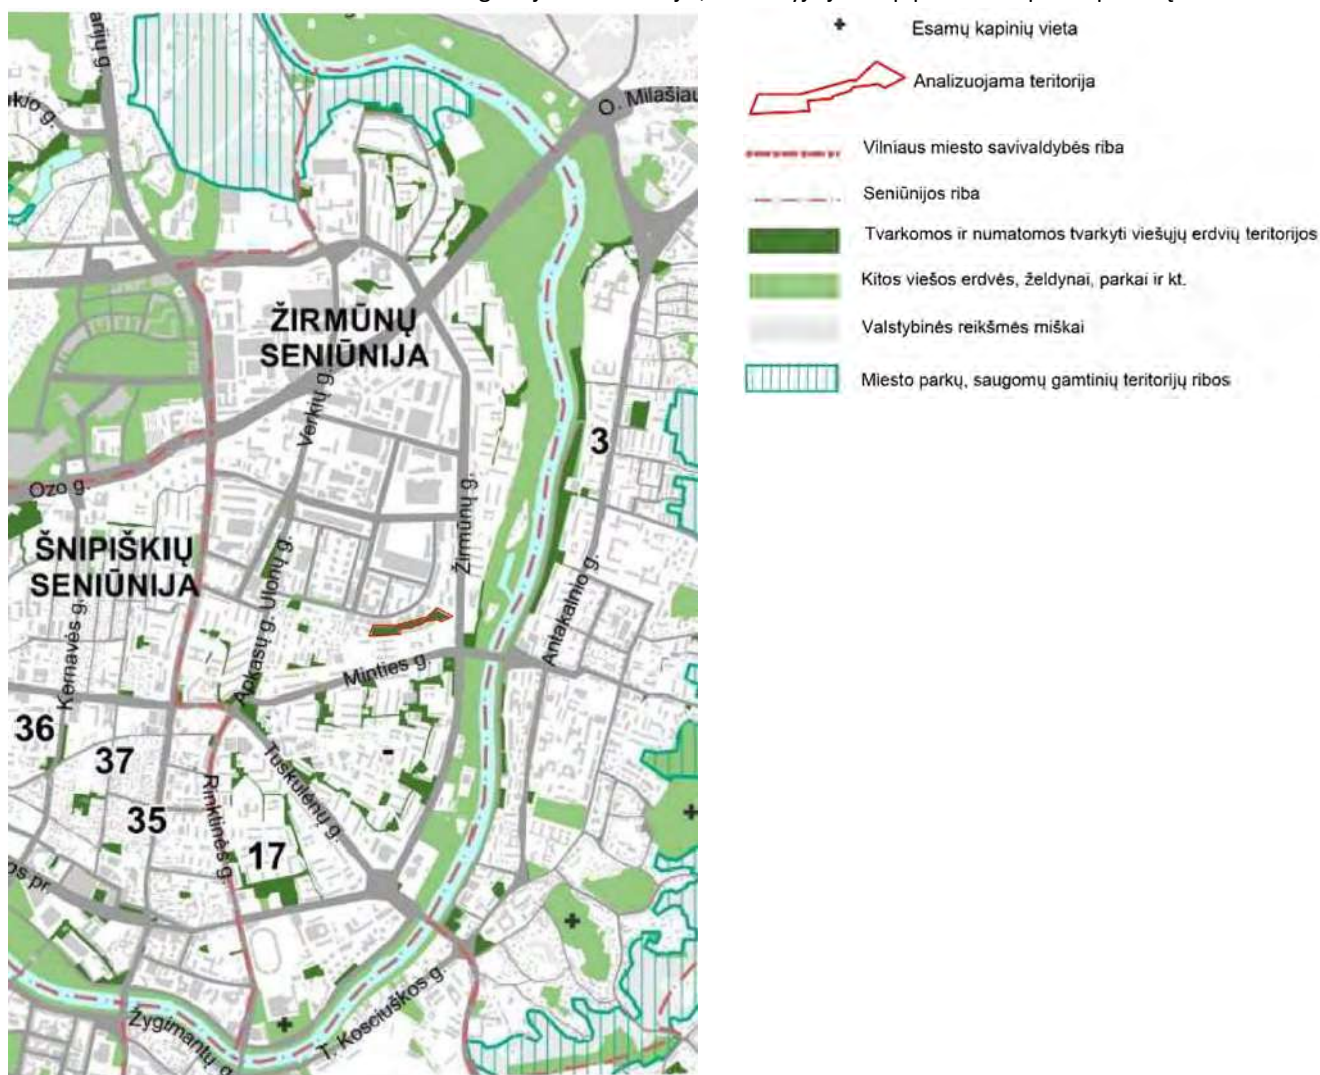 Esamų kapinių vieta
Analizuojama teritorija
Vilniaus miesto savivaldybės riba
Seniūnijos riba
Tvarkomos ir numatomos tvarkyti viešųjų erdvių teritorijos
Kitos viešos erdvės, želdynai, parkai ir kt.
Valstybinės reikšmės miškai
Miesto parkų, saugomų gamtinių teritorijų ribos
O. Milašiau
ŽIRMŪNŲ
SENIŪNIJA
Verkių g.
3
Ozo g.
Žirmūnų g.
ŠNIPIŠKIŲ
SENIŪNIJA
Ulonų g.
Antakalnio g.
Kernavės g.
Apkasų g.
Minties g.
36
37
-
Tuskulėnų g.
Rinktinės g.
35
17
os pr.
Žygimantų g.
T. Kosciuškos g.